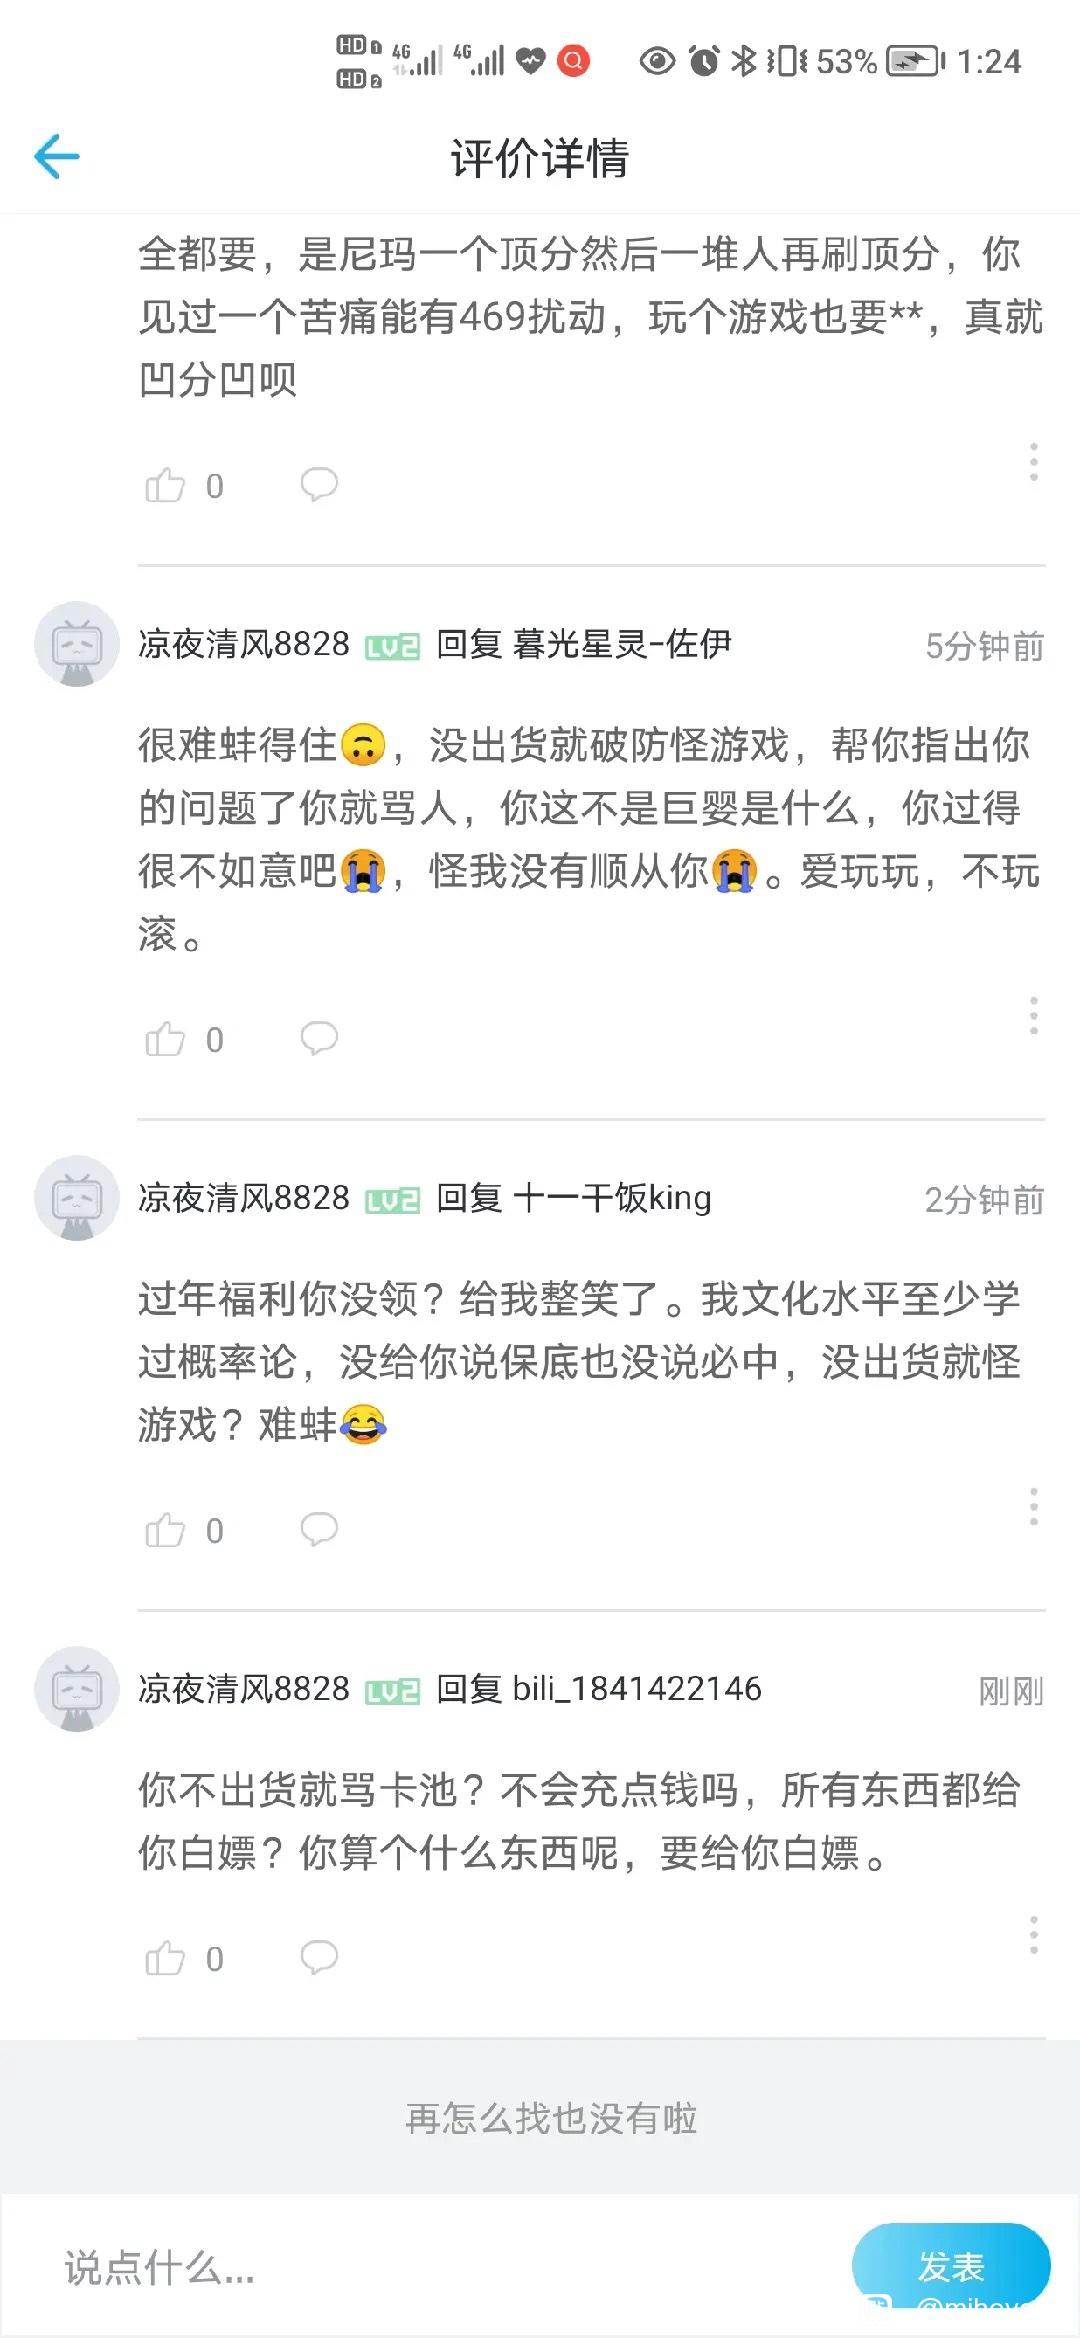 HD 1 4G 4G 53% 1:24
HD 2
评价详情
全都要，是尼玛一个顶分然后一堆人再刷顶分，你
见过一个苦痛能有469扰动，玩个游戏也要**，真就
凹分凹呗
0
凉夜清风8828 LV2 回复 暮光星灵-佐伊 5分钟前
很难蚌得住🙃，没出货就破防怪游戏，帮你指出你
的问题了你就骂人，你这不是巨婴是什么，你过得
很不如意吧😭，怪我没有顺从你😭。爱玩玩，不玩
滚。
0
凉夜清风8828 LV2 回复 十一干饭king 2分钟前
过年福利你没领？给我整笑了。我文化水平至少学
过概率论，没给你说保底也没说必中，没出货就怪
游戏？难蚌😂
0
凉夜清风8828 LV2 回复 bili_1841422146 刚刚
你不出货就骂卡池？不会充点钱吗，所有东西都给
你白嫖？你算个什么东西呢，要给你白嫖。
0
再怎么找也没有啦
说点什么... 发表